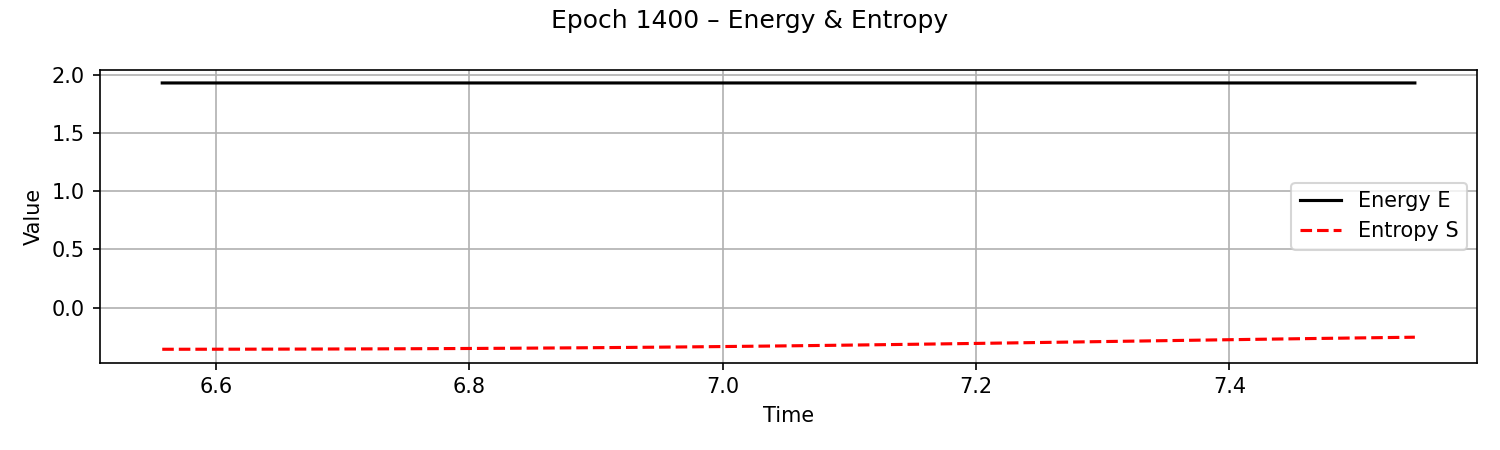 Epoch 1400 – Energy & Entropy
2.0
1.5
1.0
0.5
0.0
Value
Energy E
Entropy S
6.6 6.8 7.0 7.2 7.4
Time